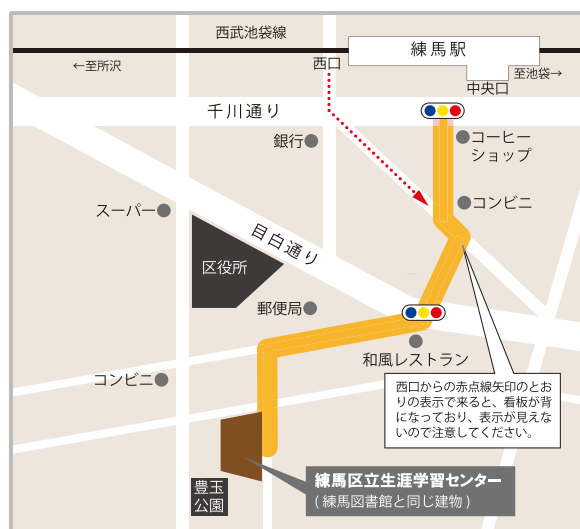 西武池袋線
練馬駅
←至所沢
西口
至池袋→
中央口
千川通り
銀行
コーヒー
ショップ
スーパー
コンビニ
目白通り
区役所
郵便局
和風レストラン
コンビニ
西口からの赤点線矢印のとお
りの表示で来ると、看板が背
になっており、表示が見えな
いので注意してください。
練馬区立生涯学習センター
(練馬図書館と同じ建物)
豊玉
公園